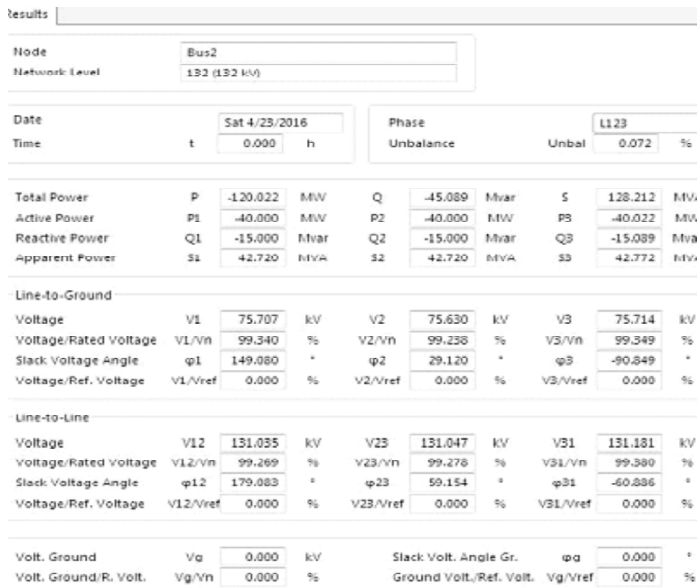 Results
Node Bus2
Network Level 132 (132 kV)
Date Sat 4/23/2016 Phase L123
Time t 0.000 h Unbalance Unbal 0.072 %
Total Power P -120.022 MW Q -45.089 Mvar S 128.212 MVA
Active Power P1 -40.000 MW P2 -40.000 MW P3 -40.022 MW
Reactive Power Q1 -15.000 Mvar Q2 -15.000 Mvar Q3 -15.089 Mva
Apparent Power S1 42.720 MVA S2 42.720 MVA S3 42.772 MVA
Line-to-Ground
Voltage V1 75.707 kV V2 75.630 kV V3 75.714 kV
Voltage/Rated Voltage V1/Vn 99.340 % V2/Vn 99.238 % V3/Vn 99.349 %
Slack Voltage Angle φ1 149.080 ° φ2 29.120 ° φ3 -90.849 °
Voltage/Ref. Voltage V1/Vref 0.000 % V2/Vref 0.000 % V3/Vref 0.000 %
Line-to-Line
Voltage V12 131.035 kV V23 131.047 kV V31 131.181 kV
Voltage/Rated Voltage V12/Vn 99.269 % V23/Vn 99.278 % V31/Vn 99.380 %
Slack Voltage Angle φ12 179.083 ° φ23 59.154 ° φ31 -60.886 °
Voltage/Ref. Voltage V12/Vref 0.000 % V23/Vref 0.000 % V31/Vref 0.000 %
Volt. Ground Vg 0.000 kV Slack Volt. Angle Gr. φg 0.000 °
Volt. Ground/R. Volt. Vg/Vn 0.000 % Ground Volt./Ref. Volt. Vg/Vref 0.000 %